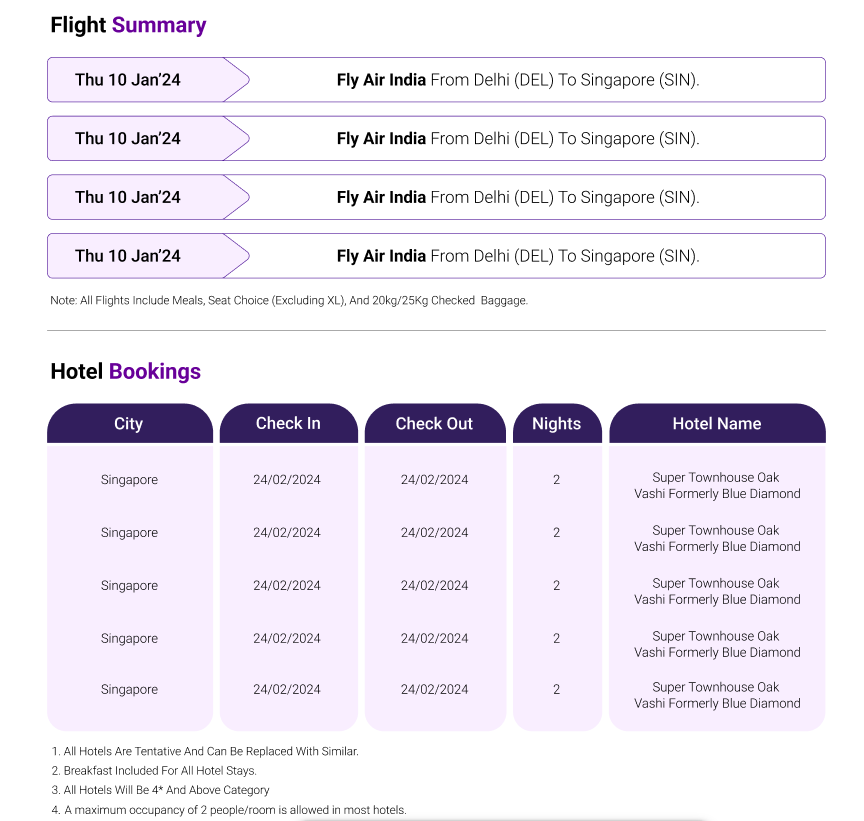 Flight Summary
Thu 10 Jan’24 Fly Air India From Delhi (DEL) To Singapore (SIN).
Thu 10 Jan’24 Fly Air India From Delhi (DEL) To Singapore (SIN).
Thu 10 Jan’24 Fly Air India From Delhi (DEL) To Singapore (SIN).
Thu 10 Jan’24 Fly Air India From Delhi (DEL) To Singapore (SIN).
Note: All Flights Include Meals, Seat Choice (Excluding XL), And 20kg/25Kg Checked Baggage.
Hotel Bookings
City Check In Check Out Nights Hotel Name
Singapore 24/02/2024 24/02/2024 2 Super Townhouse Oak
Vashi Formerly Blue Diamond
Singapore 24/02/2024 24/02/2024 2 Super Townhouse Oak
Vashi Formerly Blue Diamond
Singapore 24/02/2024 24/02/2024 2 Super Townhouse Oak
Vashi Formerly Blue Diamond
Singapore 24/02/2024 24/02/2024 2 Super Townhouse Oak
Vashi Formerly Blue Diamond
Singapore 24/02/2024 24/02/2024 2 Super Townhouse Oak
Vashi Formerly Blue Diamond
1. All Hotels Are Tentative And Can Be Replaced With Similar.
2. Breakfast Included For All Hotel Stays.
3. All Hotels Will Be 4* And Above Category
4. A maximum occupancy of 2 people/room is allowed in most hotels.